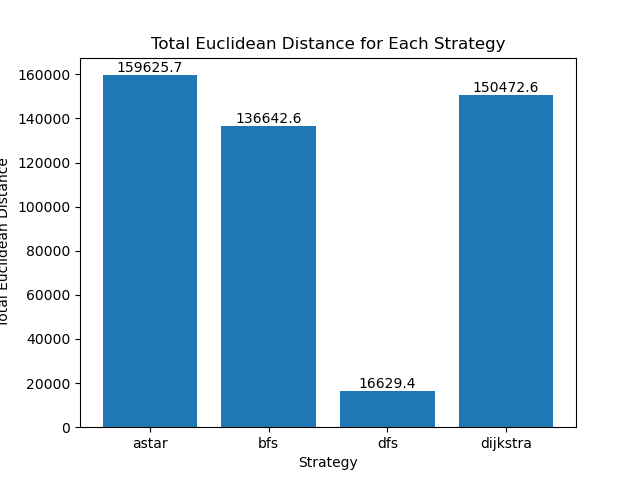 Total Euclidean Distance for Each Strategy
Total Euclidean Distance
160000
140000
120000
100000
80000
60000
40000
20000
0
159625.7
136642.6
16629.4
150472.6
astar
bfs
dfs
dijkstra
Strategy